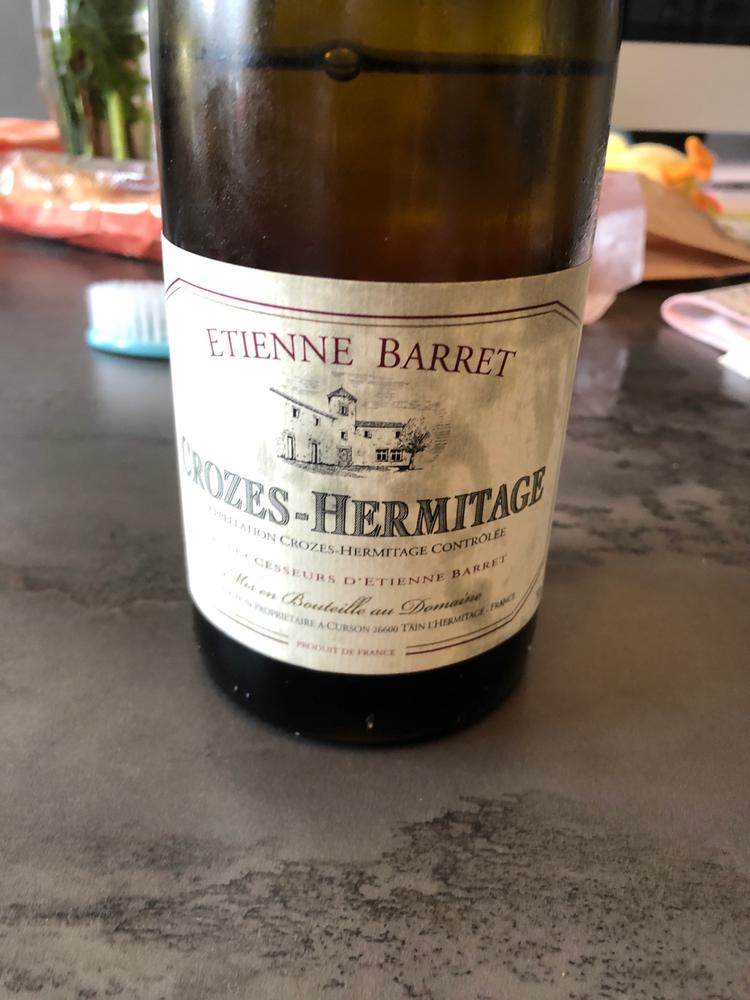 ETIENNE BARRET
CROZES-HERMITAGE
APPELLATION CROZES-HERMITAGE CONTRÔLÉE
CESSEURS D'ETIENNE BARRET
Mis en Bouteille au Domaine
PROPRIETAIRE A CURSON 26600 TAIN L'HERMITAGE - FRANCE
PRODUIT DE FRANCE